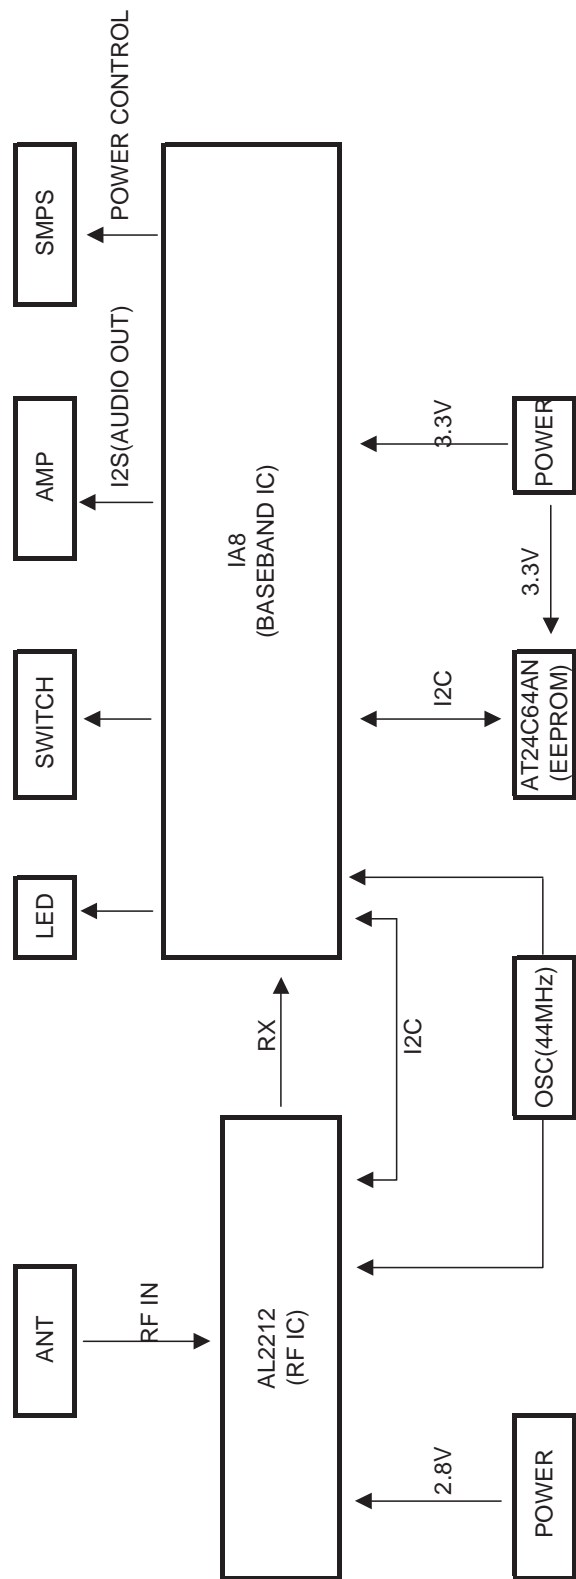 ANT
RF IN
AL2212
(RF IC)
POWER
2.8V
RX
I2C
OSC(44MHz)
LED
SWITCH
AMP
I2S(AUDIO OUT)
SMPS
POWER CONTROL
IA8
(BASEBAND IC)
I2C
AT24C64AN
(EEPROM)
3.3V
POWER
3.3V